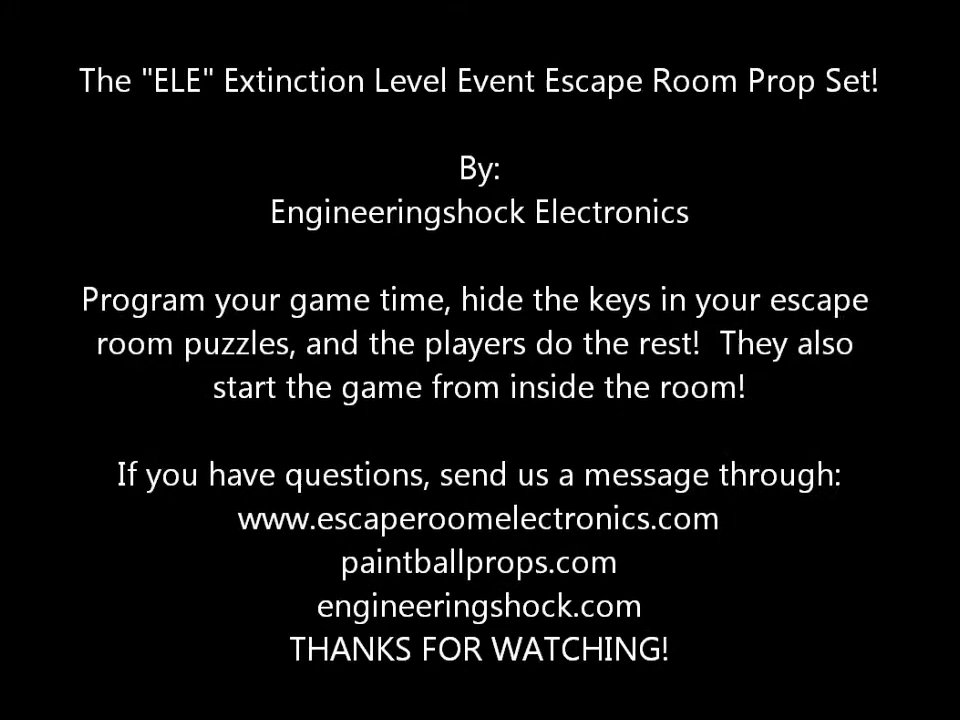 The "ELE" Extinction Level Event Escape Room Prop Set!
By:
Engineeringshock Electronics
Program your game time, hide the keys in your escape
room puzzles, and the players do the rest!  They also
start the game from inside the room!
If you have questions, send us a message through:
www.escaperoomelectronics.com
paintballprops.com
engineeringshock.com
THANKS FOR WATCHING!